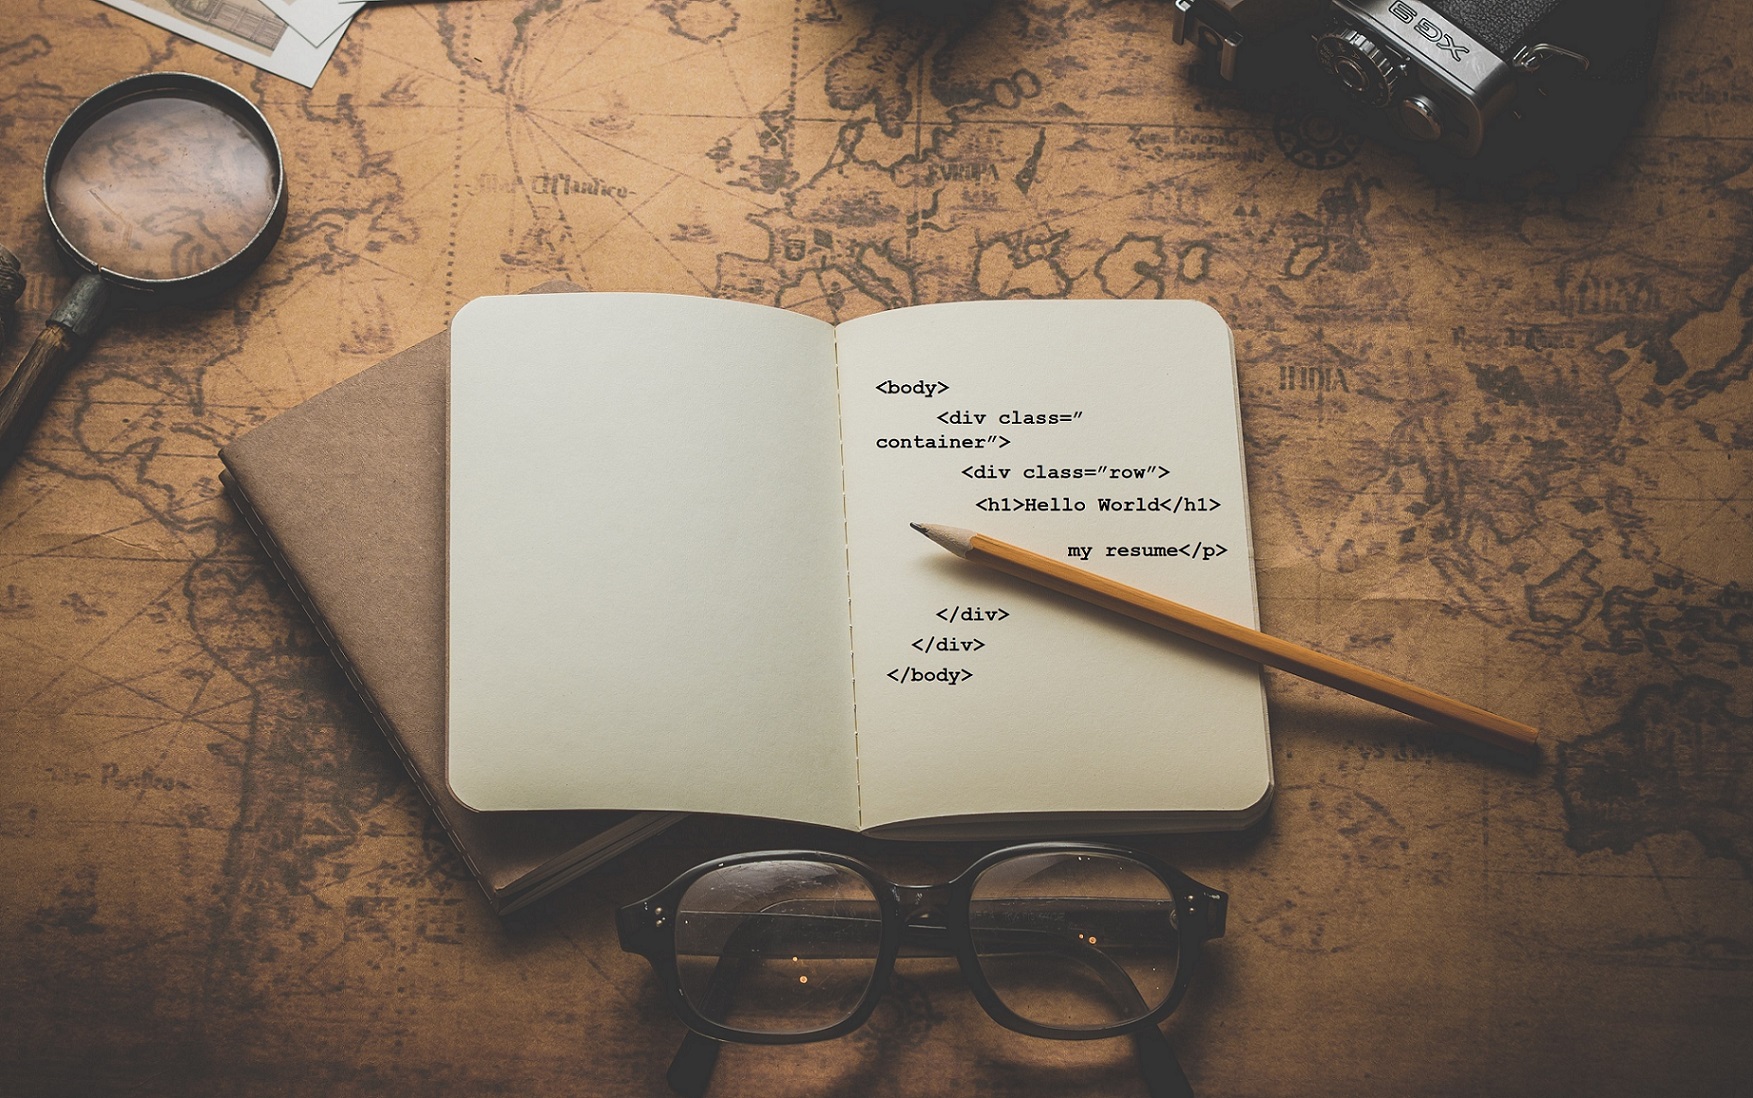 XG9
Mar Atlantico
EVROPA
INDIA
<body>
<div class=”
container”>
<div class=”row”>
<h1>Hello World</h1>
my resume</p>
</div>
</div>
</body>